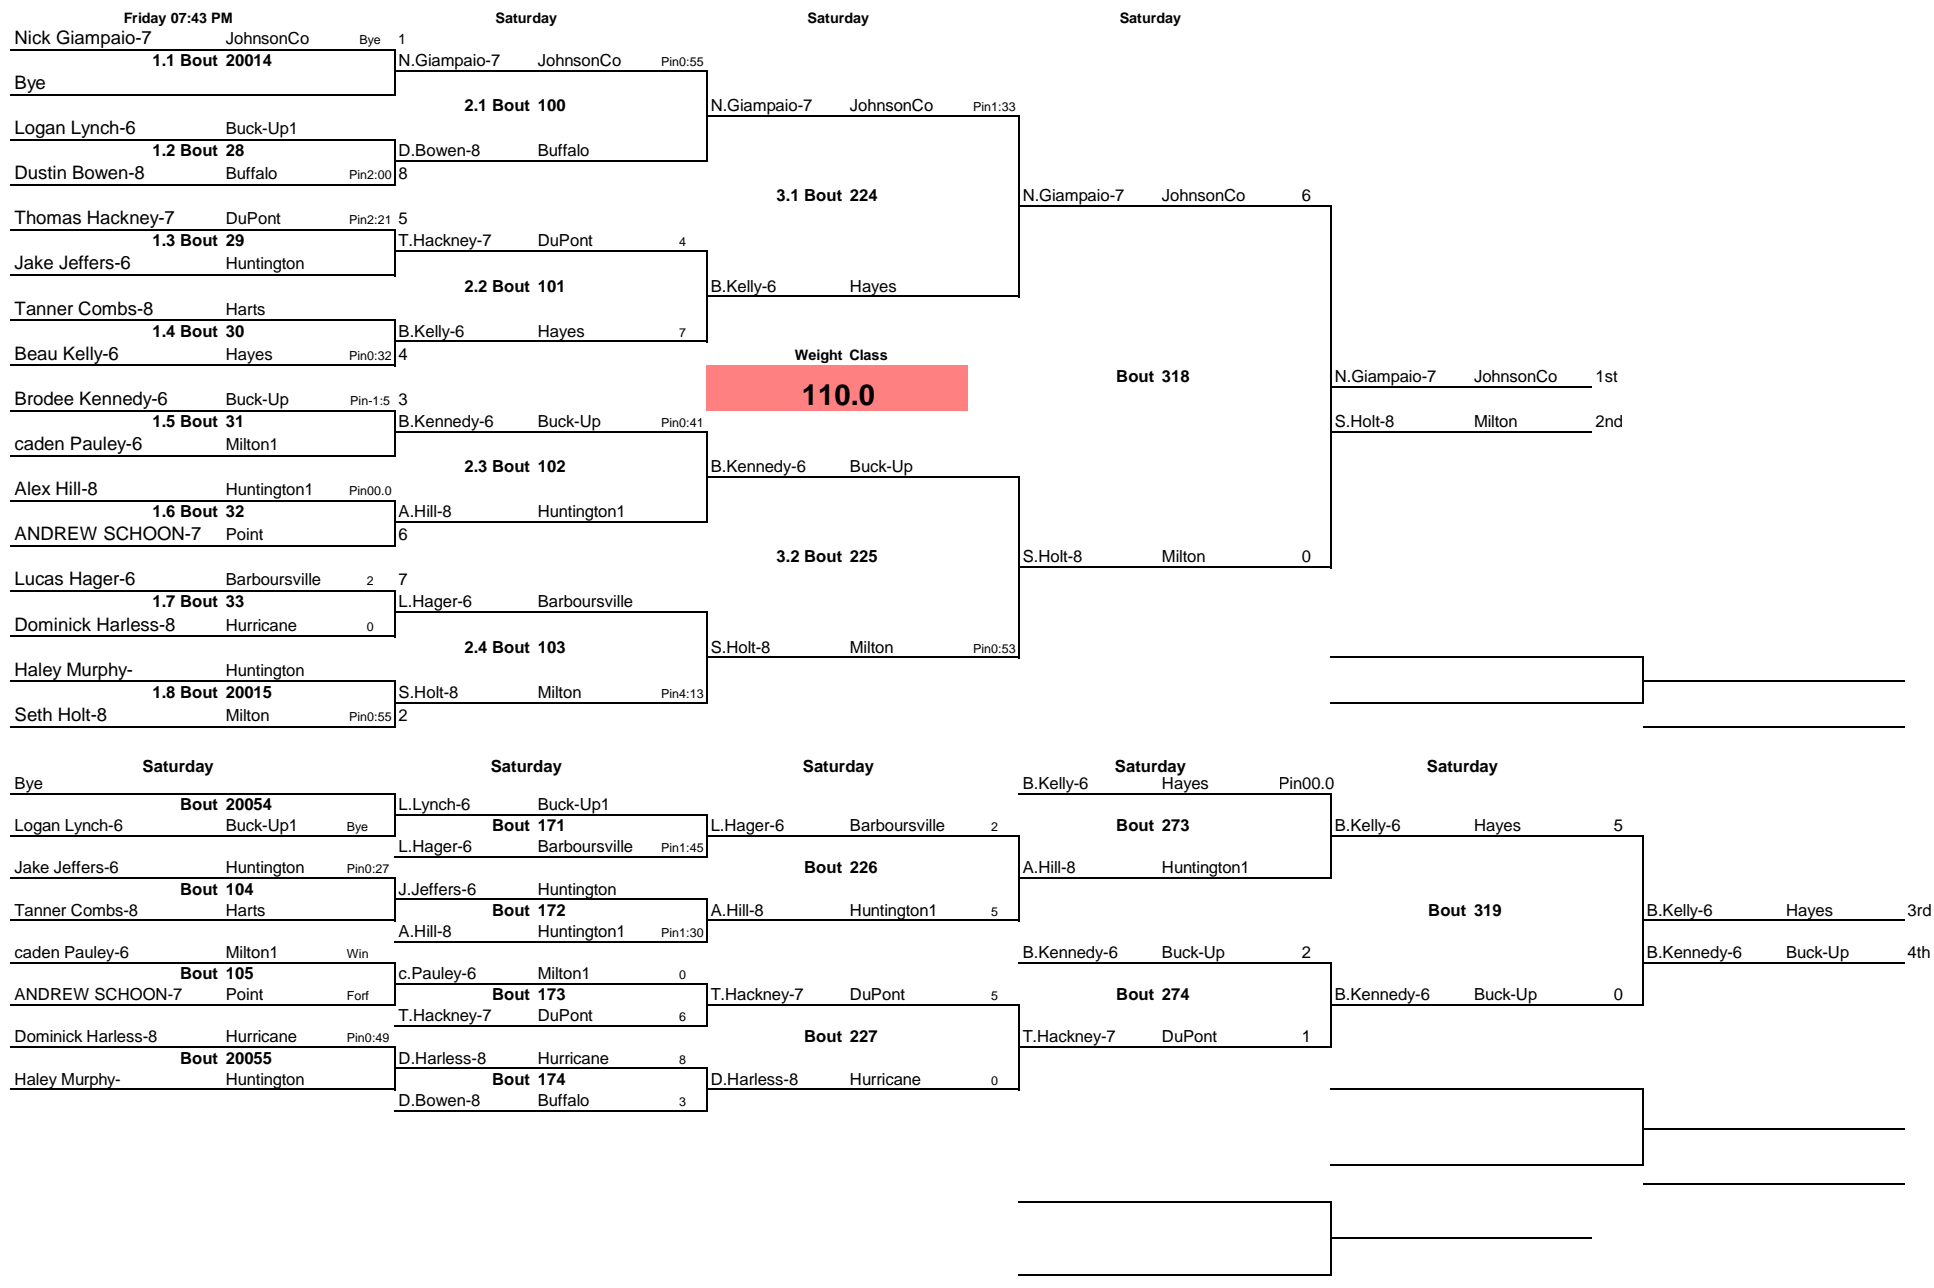 Friday 07:43 PM Saturday Saturday Saturday
Nick Giampaio-7 JohnsonCo Bye 1
1.1 Bout 20014 N.Giampaio-7 JohnsonCo Pin0:55
Bye
2.1 Bout 100 N.Giampaio-7 JohnsonCo Pin1:33
Logan Lynch-6 Buck-Up1
1.2 Bout 28 D.Bowen-8 Buffalo
Dustin Bowen-8 Buffalo Pin2:00 8
3.1 Bout 224 N.Giampaio-7 JohnsonCo 6
Thomas Hackney-7 DuPont Pin2:21 5
1.3 Bout 29 T.Hackney-7 DuPont 4
Jake Jeffers-6 Huntington
2.2 Bout 101 B.Kelly-6 Hayes
Tanner Combs-8 Harts
1.4 Bout 30 B.Kelly-6 Hayes 7
Beau Kelly-6 Hayes Pin0:32 4 Weight Class
Bout 318 N.Giampaio-7 JohnsonCo 1st
Brodee Kennedy-6 Buck-Up Pin-1:5 3 110.0
1.5 Bout 31 B.Kennedy-6 Buck-Up Pin0:41 S.Holt-8 Milton 2nd
caden Pauley-6 Milton1
2.3 Bout 102 B.Kennedy-6 Buck-Up
Alex Hill-8 Huntington1 Pin00.0
1.6 Bout 32 A.Hill-8 Huntington1
ANDREW SCHOON-7 Point 6
3.2 Bout 225 S.Holt-8 Milton 0
Lucas Hager-6 Barboursville 2 7
1.7 Bout 33 L.Hager-6 Barboursville
Dominick Harless-8 Hurricane 0
2.4 Bout 103 S.Holt-8 Milton Pin0:53
Haley Murphy- Huntington
1.8 Bout 20015 S.Holt-8 Milton Pin4:13
Seth Holt-8 Milton Pin0:55 2
Saturday Saturday Saturday Saturday Saturday
Bye B.Kelly-6 Hayes Pin00.0
Bout 20054 L.Lynch-6 Buck-Up1
Logan Lynch-6 Buck-Up1 Bye Bout 171 L.Hager-6 Barboursville 2 Bout 273 B.Kelly-6 Hayes 5
L.Hager-6 Barboursville Pin1:45
Jake Jeffers-6 Huntington Pin0:27 Bout 226 A.Hill-8 Huntington1
Bout 104 J.Jeffers-6 Huntington
Tanner Combs-8 Harts Bout 172 A.Hill-8 Huntington1 5 Bout 319 B.Kelly-6 Hayes 3rd
A.Hill-8 Huntington1 Pin1:30
caden Pauley-6 Milton1 Win B.Kennedy-6 Buck-Up 2 B.Kennedy-6 Buck-Up 4th
Bout 105 c.Pauley-6 Milton1 0
ANDREW SCHOON-7 Point Forf Bout 173 T.Hackney-7 DuPont 5 Bout 274 B.Kennedy-6 Buck-Up 0
T.Hackney-7 DuPont 6
Dominick Harless-8 Hurricane Pin0:49 Bout 227 T.Hackney-7 DuPont 1
Bout 20055 D.Harless-8 Hurricane 8
Haley Murphy- Huntington Bout 174 D.Harless-8 Hurricane 0
D.Bowen-8 Buffalo 3